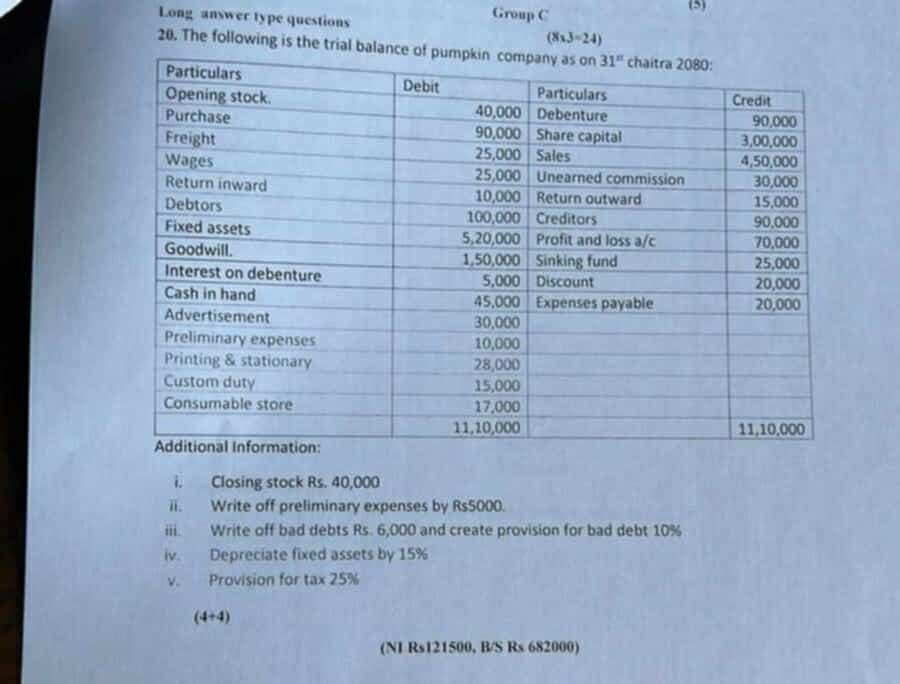 (5)
Long answer type questions
Group C
(8x3=24)
20. The following is the trial balance of pumpkin company as on 31st chaitra 2080:
Particulars Debit Particulars Credit
Opening stock. 40,000 Debenture 90,000
Purchase 90,000 Share capital 3,00,000
Freight 25,000 Sales 4,50,000
Wages 25,000 Unearned commission 30,000
Return inward 10,000 Return outward 15,000
Debtors 100,000 Creditors 90,000
Fixed assets 5,20,000 Profit and loss a/c 70,000
Goodwill. 1,50,000 Sinking fund 25,000
Interest on debenture 5,000 Discount 20,000
Cash in hand 45,000 Expenses payable 20,000
Advertisement 30,000
Preliminary expenses 10,000
Printing & stationary 28,000
Custom duty 15,000
Consumable store 17,000
11,10,000 11,10,000
Additional Information:
i. Closing stock Rs. 40,000
ii. Write off preliminary expenses by Rs5000.
iii. Write off bad debts Rs. 6,000 and create provision for bad debt 10%
iv. Depreciate fixed assets by 15%
v. Provision for tax 25%
(4+4)
(NI Rs121500, B/S Rs 682000)